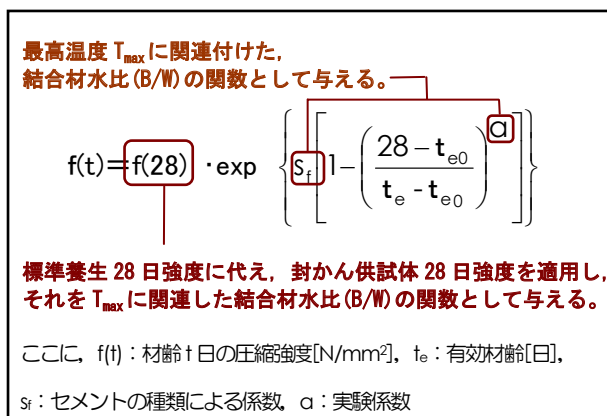 最高温度 Tmaxに関連付けた,
結合材水比(B/W)の関数として与える。
f(t)=f(28) ・exp {sf[1-((28-te0)/(te-te0))^a]}
標準養生 28 日強度に代え, 封かん供試体 28 日強度を適用し,
それを Tmaxに関連した結合材水比(B/W)の関数として与える。
ここに, f(t):材齢 t 日の圧縮強度[N/mm²], te:有効材齢[日],
sf:セメントの種類による係数, a:実験係数